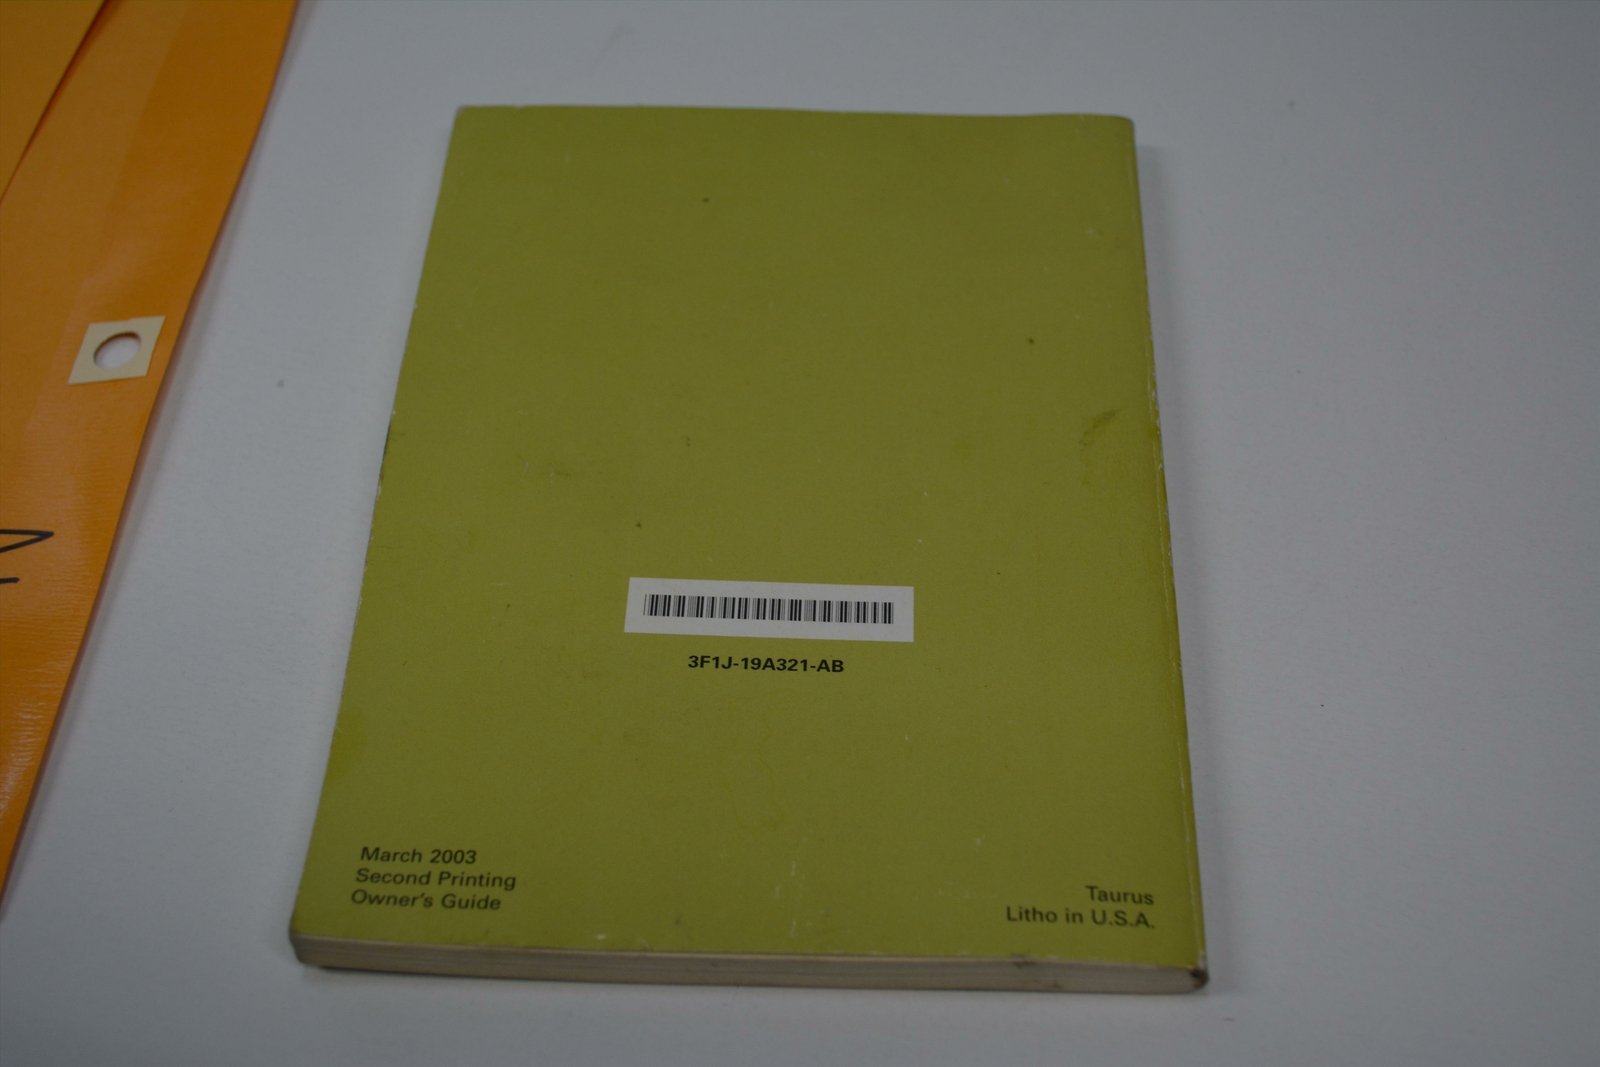 3F1J-19A321-AB
March 2003
Second Printing
Owner's Guide
Taurus
Litho in U.S.A.